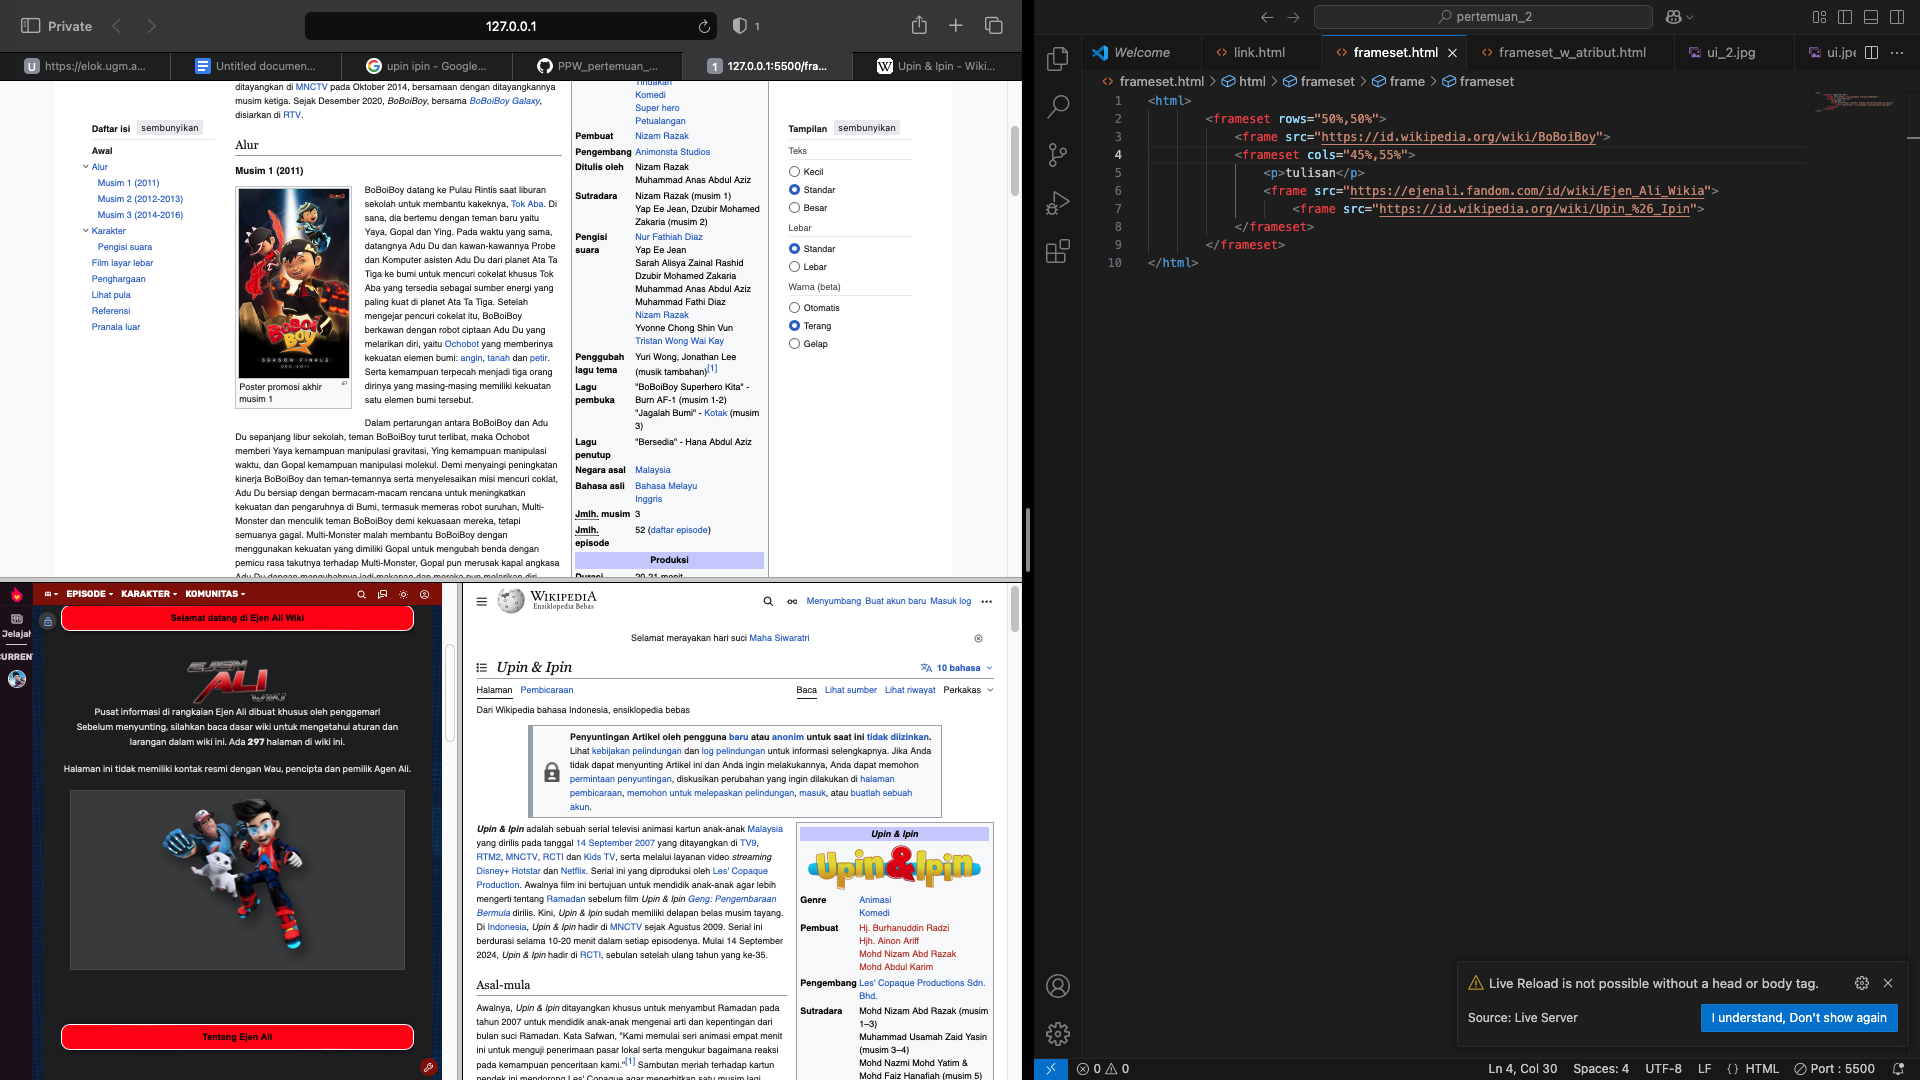 Private
127.0.0.1
1
https://elok.ugm.a...
Untitled documen...
upin ipin - Google...
PPW_pertemuan_...
1 127.0.0.1:5500/fra...
Upin & Ipin - Wiki...
ditayangkan di MNCTV pada Oktober 2014, bersamaan dengan ditayangkannya
musim ketiga. Sejak Desember 2020, BoBoiBoy, bersama BoBoiBoy Galaxy,
disiarkan di RTV.
Daftar isi sembunyikan
Awal
Alur
Musim 1 (2011)
Musim 2 (2012-2013)
Musim 3 (2014-2016)
Karakter
Pengisi suara
Film layar lebar
Penghargaan
Lihat pula
Referensi
Pranala luar
Alur
Musim 1 (2011)
BOBOI BOY
SEASON FINALE
DEC 2011
Poster promosi akhir
musim 1
BoBoiBoy datang ke Pulau Rintis saat liburan
sekolah untuk membantu kakeknya, Tok Aba. Di
sana, dia bertemu dengan teman baru yaitu
Yaya, Gopal dan Ying. Pada waktu yang sama,
datangnya Adu Du dan kawan-kawannya Probe
dan Komputer asisten Adu Du dari planet Ata Ta
Tiga ke bumi untuk mencuri cokelat khusus Tok
Aba yang tersedia sebagai sumber energi yang
paling kuat di planet Ata Ta Tiga. Setelah
mengejar pencuri cokelat itu, BoBoiBoy
berkawan dengan robot ciptaan Adu Du yang
melarikan diri, yaitu Ochobot yang memberinya
kekuatan elemen bumi: angin, tanah dan petir.
Serta kemampuan terpecah menjadi tiga orang
dirinya yang masing-masing memiliki kekuatan
satu elemen bumi tersebut.
Dalam pertarungan antara BoBoiBoy dan Adu
Du sepanjang libur sekolah, teman BoBoiBoy turut terlibat, maka Ochobot
memberi Yaya kemampuan manipulasi gravitasi, Ying kemampuan manipulasi
waktu, dan Gopal kemampuan manipulasi molekul. Demi menyaingi peningkatan
kinerja BoBoiBoy dan teman-temannya serta menyelesaikan misi mencuri coklat,
Adu Du bersiap dengan bermacam-macam rencana untuk meningkatkan
kekuatan dan pengaruhnya di Bumi, termasuk memeras robot suruhan, Multi-
Monster dan menculik teman BoBoiBoy demi kekuasaan mereka, tetapi
semuanya gagal. Multi-Monster malah membantu BoBoiBoy dengan
menggunakan kekuatan yang dimiliki Gopal untuk mengubah benda dengan
pemicu rasa takutnya terhadap Multi-Monster, Gopal pun merusak kapal angkasa
Adu Du dengan mengubahnya jadi makanan dan mereka pun melarikan diri
Tindakan
Komedi
Super hero
Petualangan
Pembuat Nizam Razak
Pengembang Animonsta Studios
Ditulis oleh Nizam Razak
Muhammad Anas Abdul Aziz
Sutradara Nizam Razak (musim 1)
Yap Ee Jean, Dzubir Mohamed
Zakaria (musim 2)
Pengisi suara Nur Fathiah Diaz
Yap Ee Jean
Sarah Alisya Zainal Rashid
Dzubir Mohamed Zakaria
Muhammad Anas Abdul Aziz
Muhammad Fathi Diaz
Nizam Razak
Yvonne Chong Shin Vun
Tristan Wong Wai Kay
Penggubah lagu tema Yuri Wong, Jonathan Lee
(musik tambahan)[1]
Lagu pembuka "BoBoiBoy Superhero Kita" -
Burn AF-1 (musim 1-2)
"Jagalah Bumi" - Kotak (musim
3)
Lagu penutup "Bersedia" - Hana Abdul Aziz
Negara asal Malaysia
Bahasa asli Bahasa Melayu
Inggris
Jmlh. musim 3
Jmlh. episode 52 (daftar episode)
Produksi
Durasi 20-21 menit
Tampilan sembunyikan
Teks
Kecil
Standar
Besar
Lebar
Standar
Lebar
Warna (beta)
Otomatis
Terang
Gelap
EPISODE KARAKTER KOMUNITAS
Jelajah
CURREN
Selamat datang di Ejen Ali Wiki
EJEN ALI WIKI
Pusat informasi di rangkaian Ejen Ali dibuat khusus oleh penggemar!
Sebelum menyunting, silahkan baca dasar wiki untuk mengetahui aturan dan
larangan dalam wiki ini. Ada 297 halaman di wiki ini.
Halaman ini tidak memiliki kontak resmi dengan Wau, pencipta dan pemilik Agen Ali.
Tentang Ejen Ali
WIKIPEDIA
Ensiklopedia Bebas
Menyumbang Buat akun baru Masuk log
Selamat merayakan hari suci Maha Siwaratri
Upin & Ipin
10 bahasa
Halaman Pembicaraan
Baca Lihat sumber Lihat riwayat Perkakas
Dari Wikipedia bahasa Indonesia, ensiklopedia bebas
Penyuntingan Artikel oleh pengguna baru atau anonim untuk saat ini tidak diizinkan.
Lihat kebijakan pelindungan dan log pelindungan untuk informasi selengkapnya. Jika Anda
tidak dapat menyunting Artikel ini dan Anda ingin melakukannya, Anda dapat memohon
permintaan penyuntingan, diskusikan perubahan yang ingin dilakukan di halaman
pembicaraan, memohon untuk melepaskan pelindungan, masuk, atau buatlah sebuah
akun.
Upin & Ipin adalah sebuah serial televisi animasi kartun anak-anak Malaysia
yang dirilis pada tanggal 14 September 2007 yang ditayangkan di TV9,
RTM2, MNCTV, RCTI dan Kids TV, serta melalui layanan video streaming
Disney+ Hotstar dan Netflix. Serial ini yang diproduksi oleh Les' Copaque
Production. Awalnya film ini bertujuan untuk mendidik anak-anak agar lebih
mengerti tentang Ramadan sebelum film Upin & Ipin Geng: Pengembaraan
Bermula dirilis. Kini, Upin & Ipin sudah memiliki delapan belas musim tayang.
Di Indonesia, Upin & Ipin hadir di MNCTV sejak Agustus 2009. Serial ini
berdurasi selama 10-20 menit dalam setiap episodenya. Mulai 14 September
2024, Upin & Ipin hadir di RCTI, sebulan setelah ulang tahun yang ke-35.
Asal-mula
Awalnya, Upin & Ipin ditayangkan khusus untuk menyambut Ramadan pada
tahun 2007 untuk mendidik anak-anak mengenai arti dan kepentingan dari
bulan suci Ramadan. Kata Safwan, "Kami memulai seri animasi empat menit
ini untuk menguji penerimaan pasar lokal serta mengukur bagaimana reaksi
pada kemampuan penceritaan kami."[1] Sambutan meriah terhadap kartun
pendek ini mendorong Les' Copaque agar menerbitkan satu musim lagi
Upin & Ipin
Upin&Ipin
Genre Animasi
Komedi
Pembuat Hj. Burhanuddin Radzi
Hjh. Ainon Ariff
Mohd Nizam Abd Razak
Mohd Abdul Karim
Pengembang Les' Copaque Productions Sdn.
Bhd.
Sutradara Mohd Nizam Abd Razak (musim
1–3)
Muhammad Usamah Zaid Yasin
(musim 3–4)
Mohd Nazmi Mohd Yatim &
Mohd Faiz Hanafiah (musim 5)
pertemuan_2
Welcome
link.html
frameset.html
frameset_w_atribut.html
ui_2.jpg
ui.jpe
frameset.html > html > frameset > frame > frameset
1 <html>
2 <frameset rows="50%,50%">
3 <frame src="https://id.wikipedia.org/wiki/BoBoiBoy">
4 <frameset cols="45%,55%">
5 <p>tulisan</p>
6 <frame src="https://ejenali.fandom.com/id/wiki/Ejen_Ali_Wikia">
7 <frame src="https://id.wikipedia.org/wiki/Upin_%26_Ipin">
8 </frameset>
9 </frameset>
10 </html>
Live Reload is not possible without a head or body tag.
Source: Live Server
I understand, Don't show again
0 0
Ln 4, Col 30 Spaces: 4 UTF-8 LF HTML Port : 5500